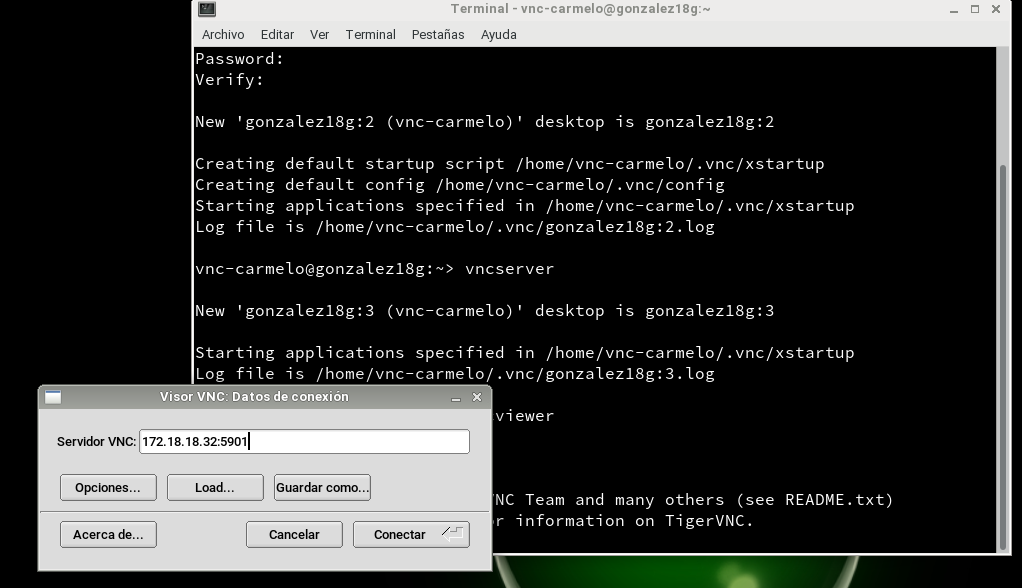 Terminal - vnc-carmelo@gonzalez18g:~
Archivo Editar Ver Terminal Pestañas Ayuda
Password:
Verify:
New 'gonzalez18g:2 (vnc-carmelo)' desktop is gonzalez18g:2
Creating default startup script /home/vnc-carmelo/.vnc/xstartup
Creating default config /home/vnc-carmelo/.vnc/config
Starting applications specified in /home/vnc-carmelo/.vnc/xstartup
Log file is /home/vnc-carmelo/.vnc/gonzalez18g:2.log
vnc-carmelo@gonzalez18g:~> vncserver
New 'gonzalez18g:3 (vnc-carmelo)' desktop is gonzalez18g:3
Starting applications specified in /home/vnc-carmelo/.vnc/xstartup
Log file is /home/vnc-carmelo/.vnc/gonzalez18g:3.log
viewer
NC Team and many others (see README.txt)
r information on TigerVNC.
Visor VNC: Datos de conexión
Servidor VNC: 172.18.18.32:5901
Opciones... Load... Guardar como...
Acerca de... Cancelar Conectar